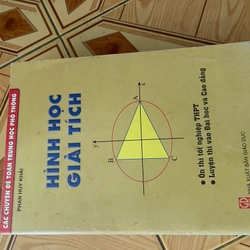 CÁC CHUYÊN ĐỀ TOÁN TRUNG HỌC PHỔ THÔNG
PHAN HUY KHẢI
HÌNH HỌC
GIẢI TÍCH
A
x
y
B
C
• Ôn thi tốt nghiệp THPT
• Luyện thi vào Đại học và Cao đẳng
NHÀ XUẤT BẢN GIÁO DỤC